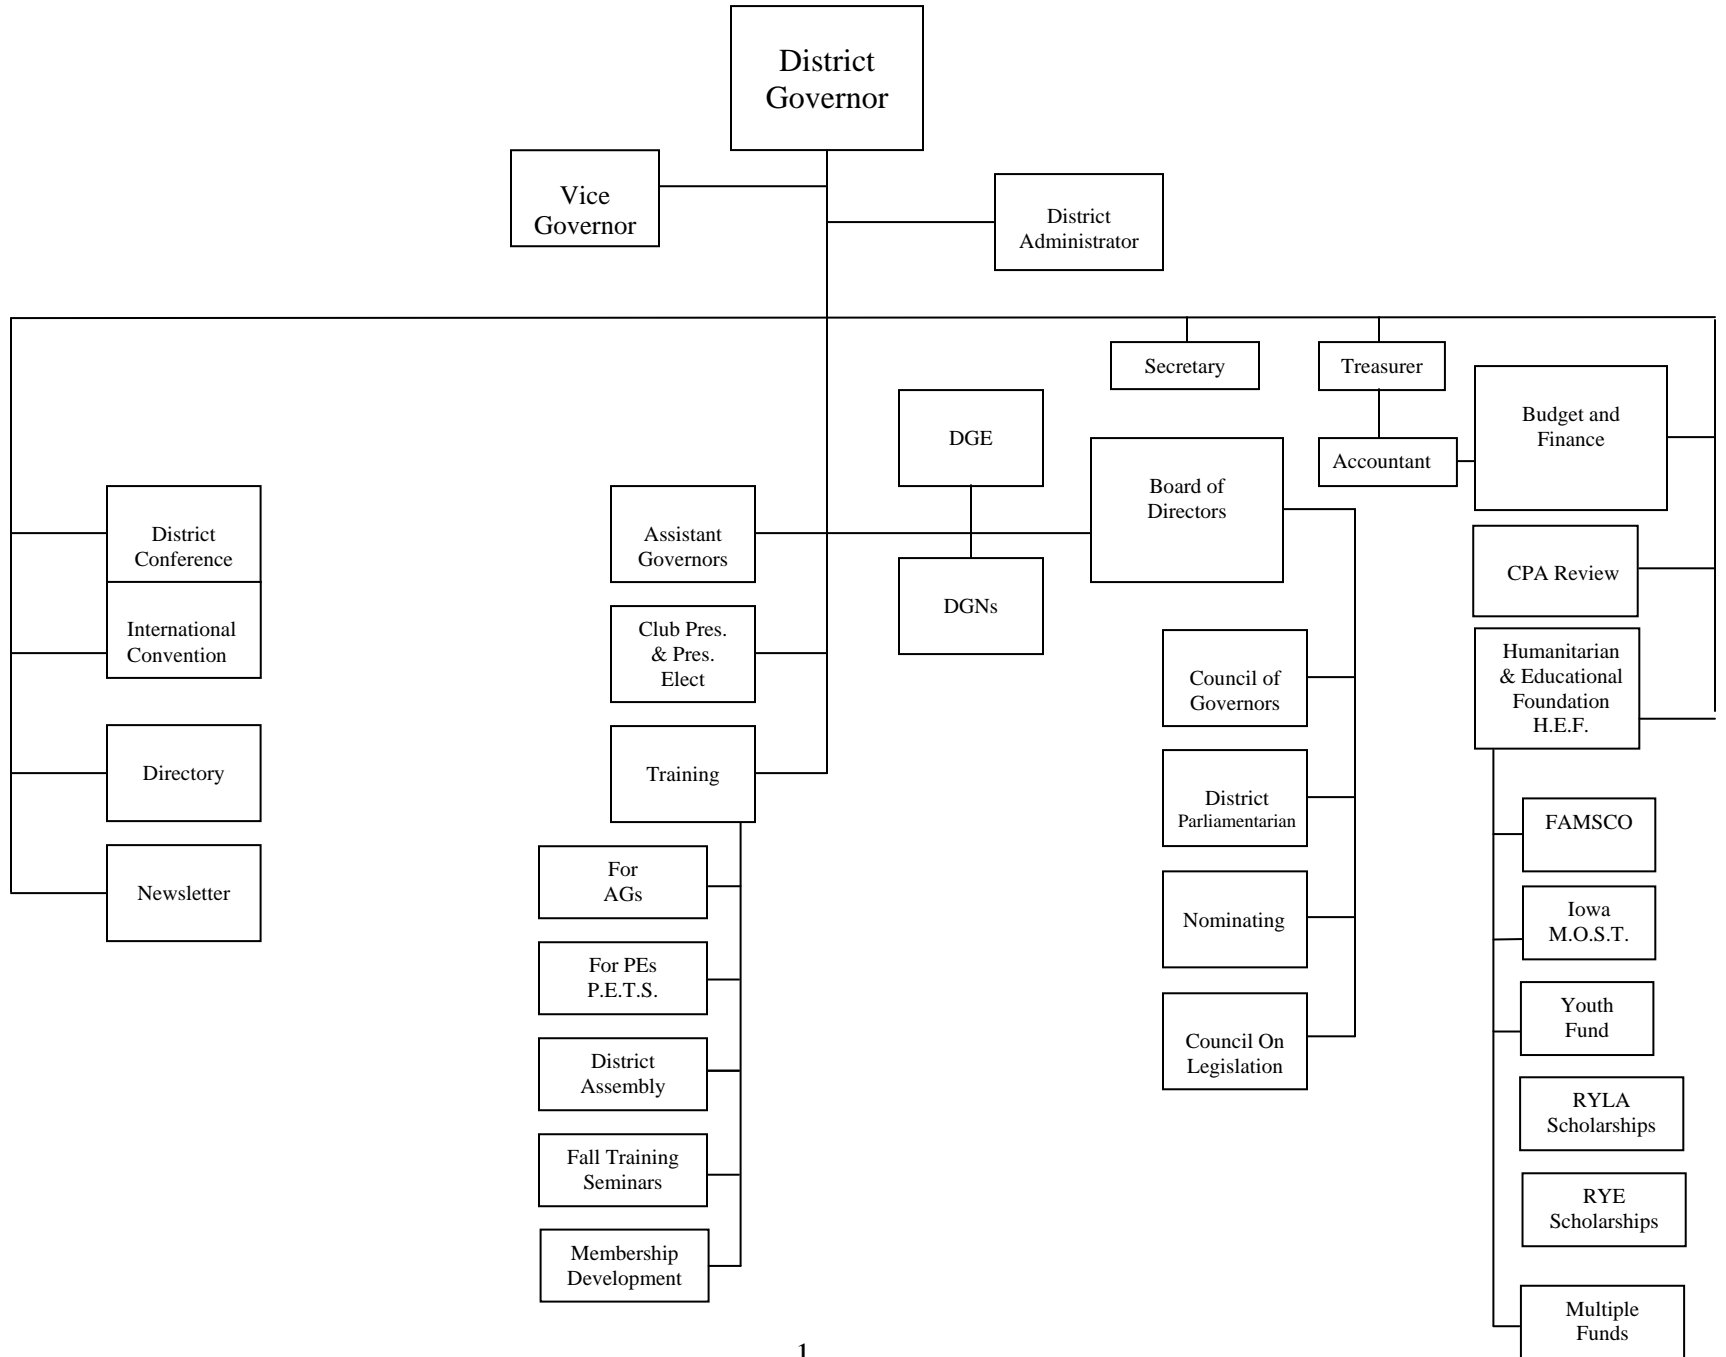 District
Governor
Vice
Governor
District
Administrator
Secretary
Treasurer
Budget and
Finance
DGE
Accountant
Board of
Directors
District
Conference
Assistant
Governors
CPA Review
DGNs
International
Convention
Club Pres.
& Pres.
Elect
Humanitarian
& Educational
Foundation
H.E.F.
Council of
Governors
Directory
Training
District
Parliamentarian
FAMSCO
Newsletter
For
AGs
Nominating
Iowa
M.O.S.T.
For PEs
P.E.T.S.
Youth
Fund
Council On
Legislation
District
Assembly
RYLA
Scholarships
Fall Training
Seminars
RYE
Scholarships
Membership
Development
Multiple
Funds
1